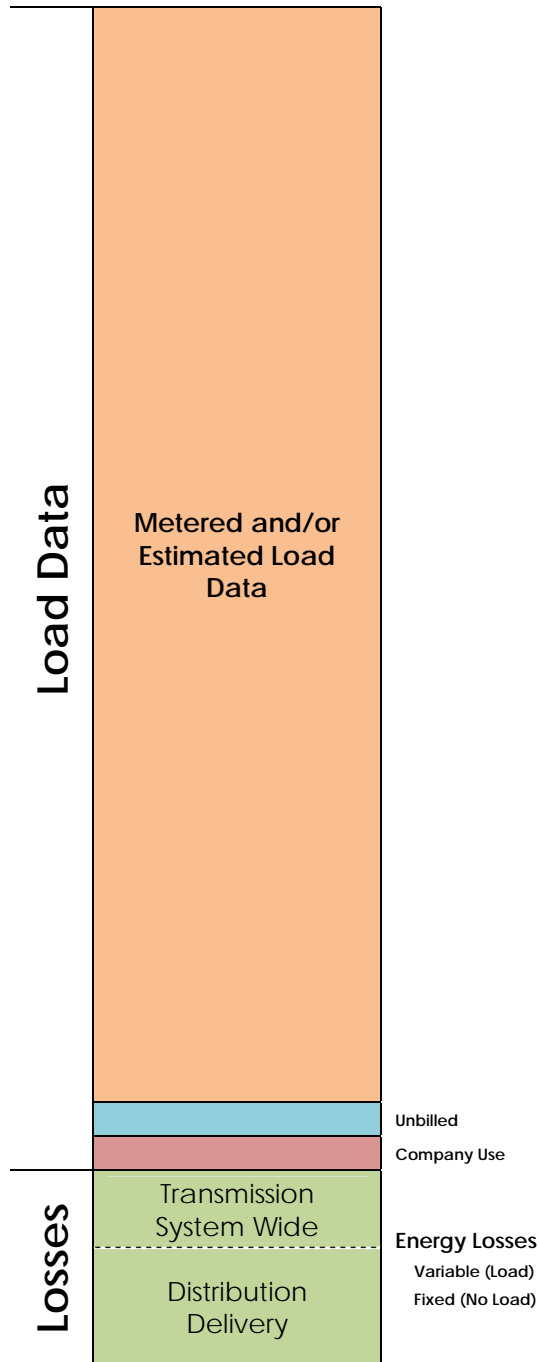 Load Data
Metered and/or
Estimated Load
Data
Unbilled
Company Use
Losses
Transmission
System Wide
Distribution
Delivery
Energy Losses
Variable (Load)
Fixed (No Load)